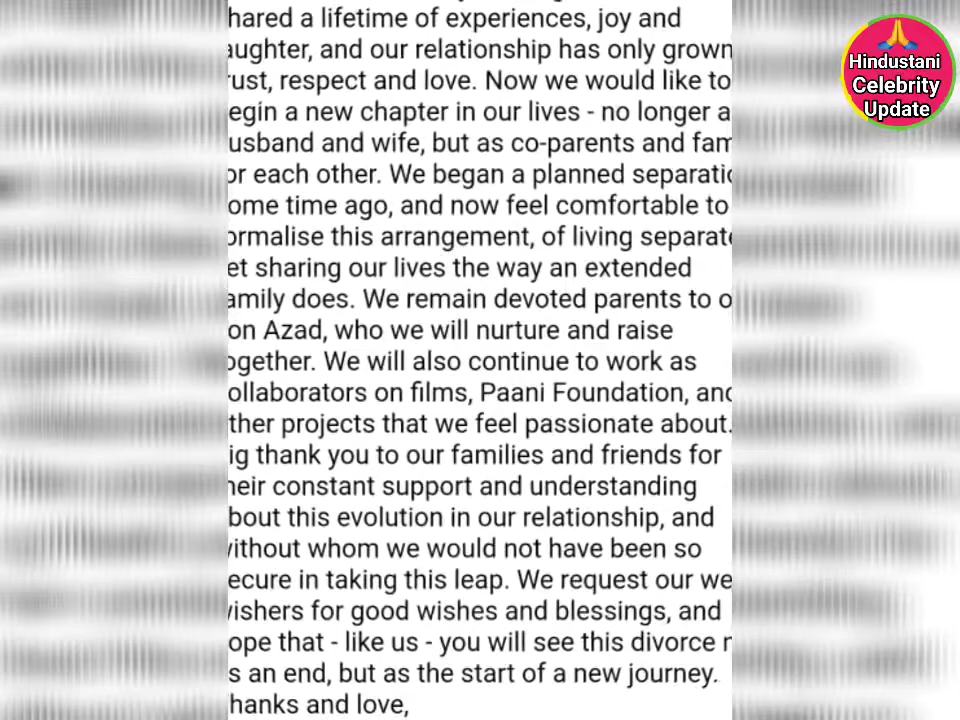 hared a lifetime of experiences, joy and
aughter, and our relationship has only grown
rust, respect and love. Now we would like to
egin a new chapter in our lives - no longer a
usband and wife, but as co-parents and fam
or each other. We began a planned separatio
ome time ago, and now feel comfortable to
ormalise this arrangement, of living separate
et sharing our lives the way an extended
amily does. We remain devoted parents to o
on Azad, who we will nurture and raise
ogether. We will also continue to work as
ollaborators on films, Paani Foundation, and
ther projects that we feel passionate about.
ig thank you to our families and friends for
heir constant support and understanding
bout this evolution in our relationship, and
without whom we would not have been so
ecure in taking this leap. We request our we
wishers for good wishes and blessings, and
ope that - like us - you will see this divorce n
s an end, but as the start of a new journey.
hanks and love,
Hindustani
Celebrity
Update